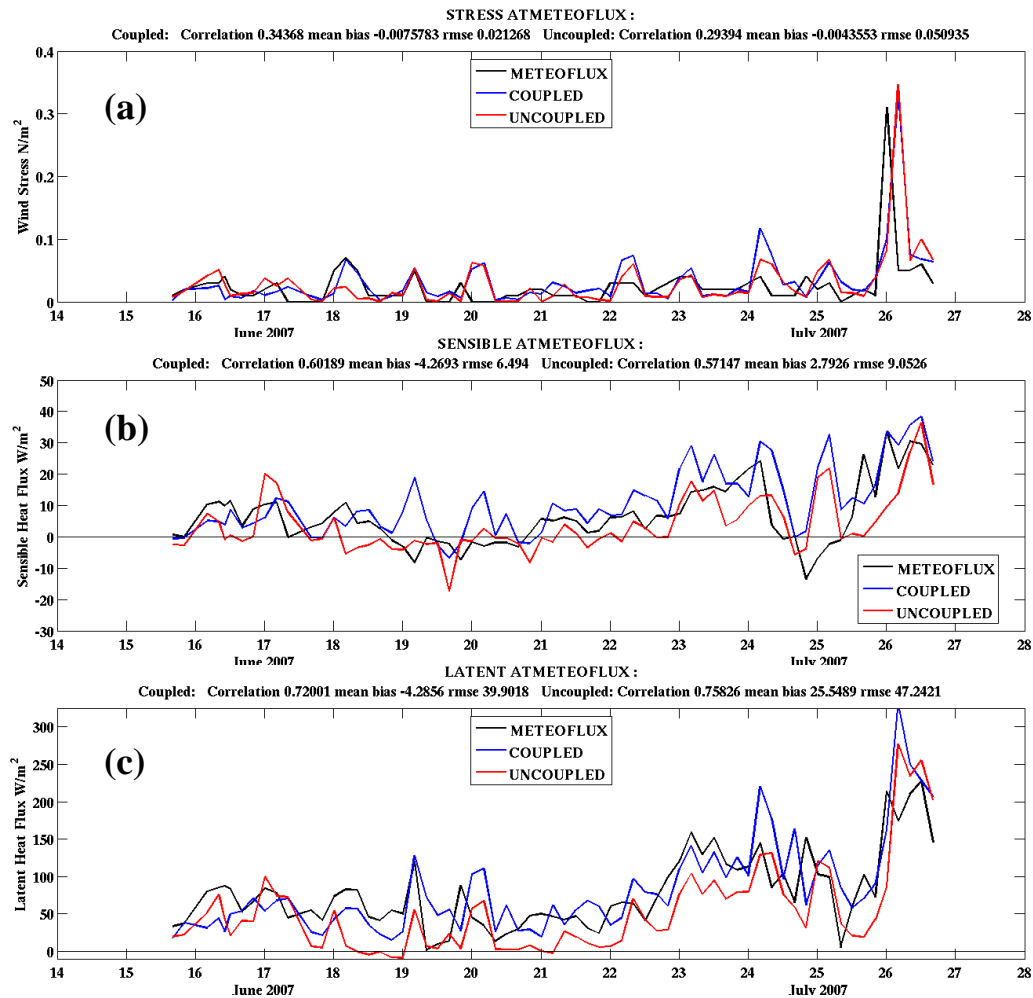 STRESS ATMETEOFLUX :
Coupled: Correlation 0.34368 mean bias -0.0075783 rmse 0.021268 Uncoupled: Correlation 0.29394 mean bias -0.0043553 rmse 0.050935
(a)
METEOFLUX
COUPLED
UNCOUPLED
Wind Stress N/m²
0.4
0.3
0.2
0.1
0
14 15 16 17 18 19 20 21 22 23 24 25 26 27 28
June 2007 July 2007
SENSIBLE ATMETEOFLUX :
Coupled: Correlation 0.60189 mean bias -4.2693 rmse 6.494 Uncoupled: Correlation 0.57147 mean bias 2.7926 rmse 9.0526
(b)
Sensible Heat Flux W/m²
50
40
30
20
10
0
-10
-20
-30
METEOFLUX
COUPLED
UNCOUPLED
14 15 16 17 18 19 20 21 22 23 24 25 26 27 28
June 2007 July 2007
LATENT ATMETEOFLUX :
Coupled: Correlation 0.72001 mean bias -4.2856 rmse 39.9018 Uncoupled: Correlation 0.75826 mean bias 25.5489 rmse 47.2421
(c)
METEOFLUX
COUPLED
UNCOUPLED
Latent Heat Flux W/m²
300
250
200
150
100
50
0
14 15 16 17 18 19 20 21 22 23 24 25 26 27 28
June 2007 July 2007